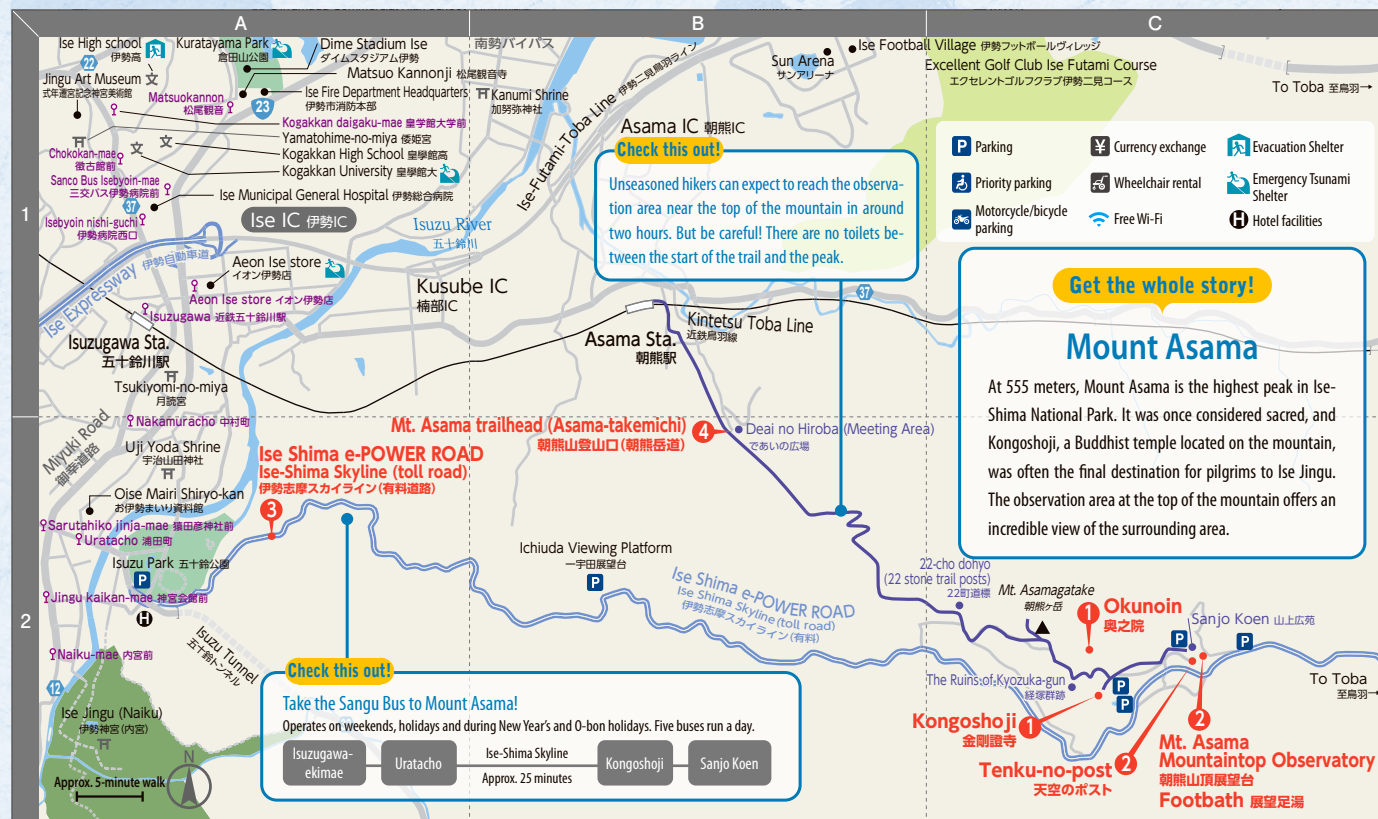 A
B
C
1
2
Ise High school
伊勢高
22
Jingu Art Museum
式年遷宮記念神宮美術館
Kuratayama Park
倉田山公園
Dime Stadium Ise
ダイムスタジアム伊勢
Matsuo Kannonji 松尾観音寺
Matsuokannon
松尾観音
23
Ise Fire Department Headquarters
伊勢市消防本部
Kogakkan daigaku-mae 皇学館大学前
Yamatohime-no-miya 倭姫宮
Kogakkan High School 皇學館高
Kogakkan University 皇學館大
Chokokan-mae
徴古館前
Sanco Bus Isebyoin-mae
三交バス伊勢病院前
37
Ise Municipal General Hospital 伊勢総合病院
Isebyoin nishi-guchi
伊勢病院西口
Ise IC 伊勢IC
Ise Expressway 伊勢自動車道
Aeon Ise store
イオン伊勢店
Aeon Ise store イオン伊勢店
Isuzugawa 近鉄五十鈴川駅
Isuzugawa Sta.
五十鈴川駅
Tsukiyomi-no-miya
月読宮
南勢バイパス
Kanumi Shrine
加努弥神社
Ise-Futami-Toba Line 伊勢二見鳥羽ライン
Isuzu River
五十鈴川
Kusube IC
楠部IC
Sun Arena
サンアリーナ
Ise Football Village 伊勢フットボールヴィレッジ
Excellent Golf Club Ise Futami Course
エクセレントゴルフクラブ伊勢二見コース
To Toba 至鳥羽→
Asama IC 朝熊IC
Check this out!
Unseasoned hikers can expect to reach the observa-
tion area near the top of the mountain in around
two hours. But be careful! There are no toilets be-
tween the start of the trail and the peak.
P Parking
¥ Currency exchange
Evacuation Shelter
Priority parking
Wheelchair rental
Emergency Tsunami
Shelter
Motorcycle/bicycle
parking
Free Wi-Fi
H Hotel facilities
37
Asama Sta.
朝熊駅
Kintetsu Toba Line
近鉄鳥羽線
Get the whole story!
Mount Asama
At 555 meters, Mount Asama is the highest peak in Ise-
Shima National Park. It was once considered sacred, and
Kongoshoji, a Buddhist temple located on the mountain,
was often the final destination for pilgrims to Ise Jingu.
The observation area at the top of the mountain offers an
incredible view of the surrounding area.
Miyuki Road
御幸道路
Nakamuracho 中村町
Uji Yoda Shrine
宇治山田神社
Oise Mairi Shiryo-kan
お伊勢まいり資料館
Sarutahiko jinja-mae 猿田彦神社前
Uratacho 浦田町
Isuzu Park 五十鈴公園
P
Jingu kaikan-mae 神宮会館前
H
Naiku-mae 内宮前
12
Isuzu Tunnel
五十鈴トンネル
Ise Jingu (Naiku)
伊勢神宮(内宮)
Approx. 5-minute walk
N
Ise Shima e-POWER ROAD
Ise-Shima Skyline (toll road)
伊勢志摩スカイライン(有料道路)
3
Mt. Asama trailhead (Asama-takemichi)
朝熊山登山口(朝熊岳道)
4
Deai no Hiroba (Meeting Area)
であいの広場
Ichiuda Viewing Platform
一宇田展望台
P
Ise Shima e-POWER ROAD
Ise Shima Skyline (toll road)
伊勢志摩スカイライン(有料)
22-cho dohyo
(22 stone trail posts)
22町道標
Mt. Asamagatake
朝熊ヶ岳
1 Okunoin
奥之院
P
Sanjo Koen 山上広苑
P
The Ruins of Kyozuka-gun
経塚群跡
P
P
Kongoshoji 1
金剛證寺
Tenku-no-post 2
天空のポスト
2
Mt. Asama
Mountaintop Observatory
朝熊山頂展望台
Footbath 展望足湯
To Toba
至鳥羽→
Check this out!
Take the Sangu Bus to Mount Asama!
Operates on weekends, holidays and during New Year's and O-bon holidays. Five buses run a day.
Isuzugawa-
ekimae
Uratacho
Ise-Shima Skyline
Approx. 25 minutes
Kongoshoji
Sanjo Koen